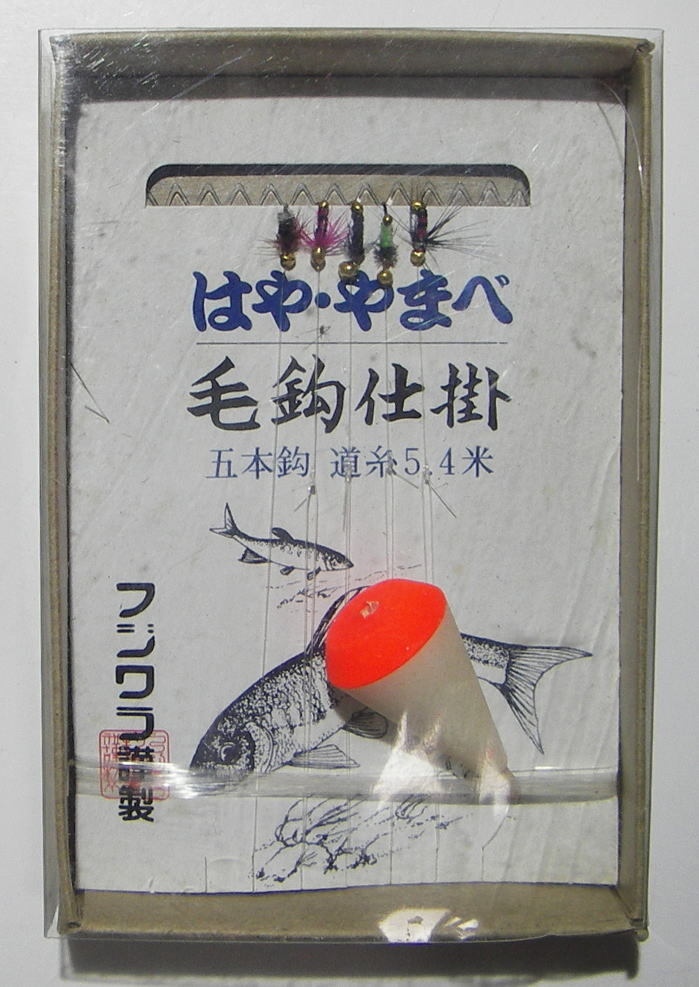 はや・やまべ
毛鈎仕掛
五本鈎 道糸5.4米
フジワラ謹製